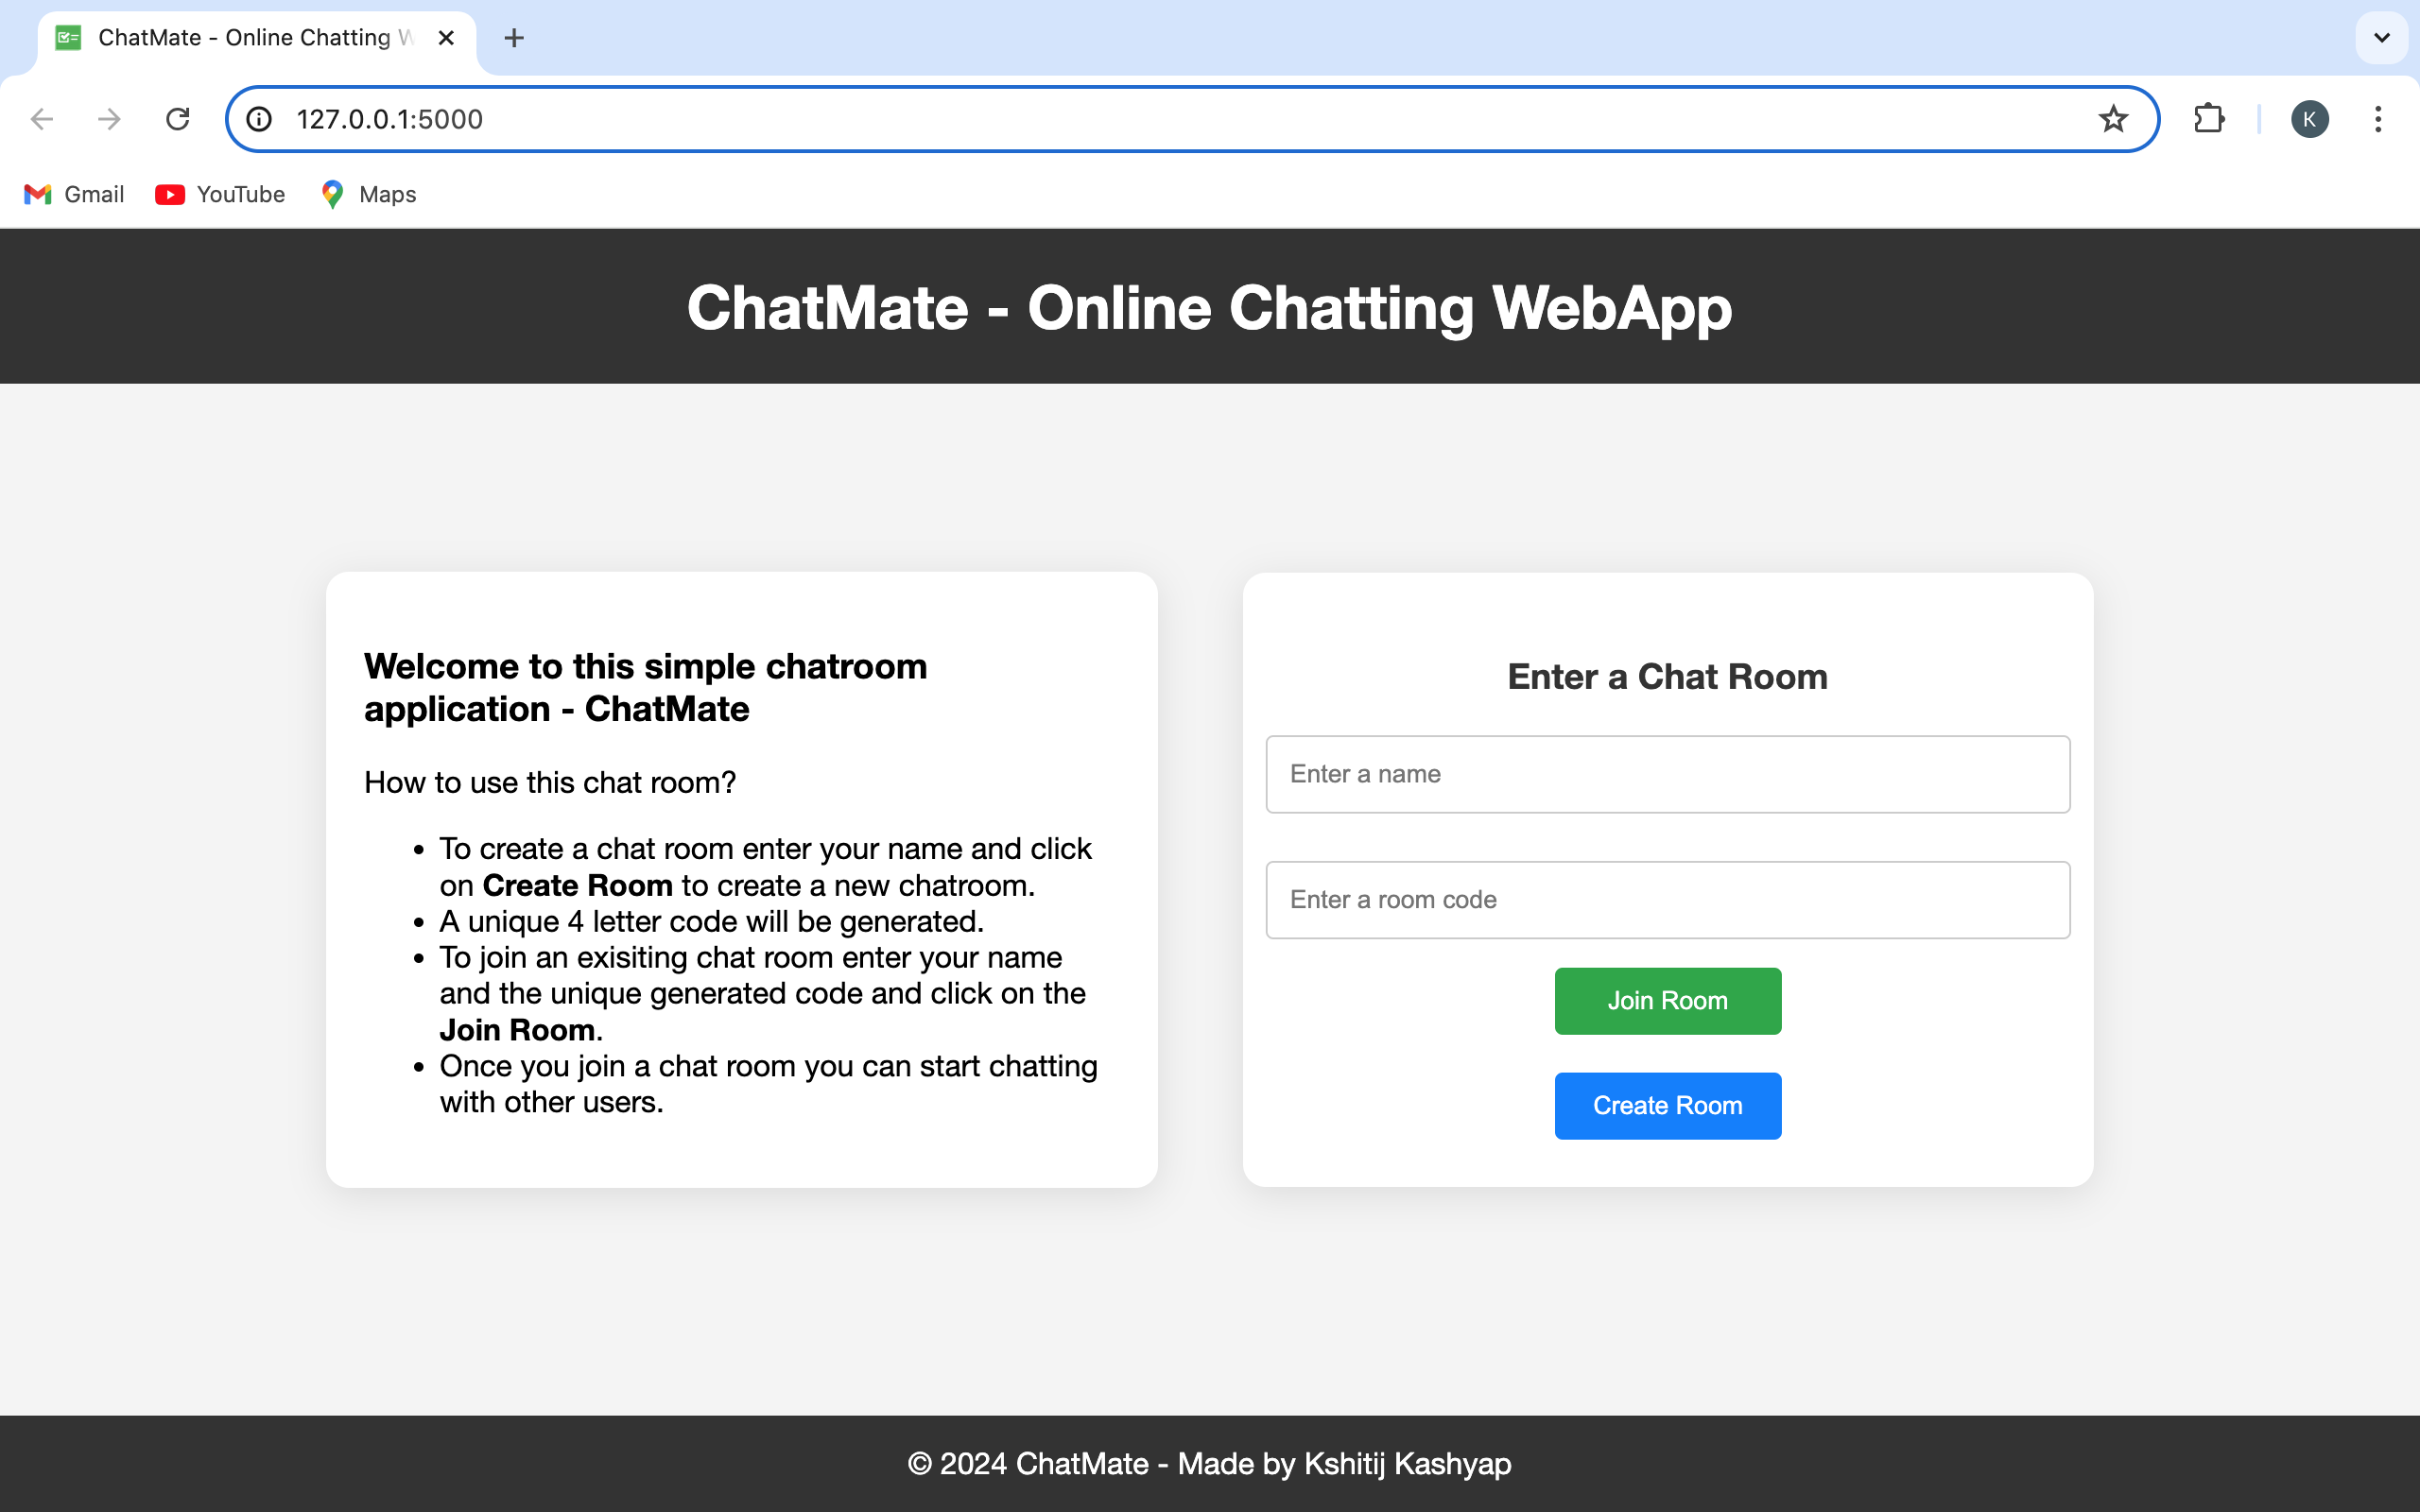 ChatMate - Online Chatting
127.0.0.1:5000
K
Gmail
YouTube
Maps
ChatMate - Online Chatting WebApp
Welcome to this simple chatroom
application - ChatMate
How to use this chat room?
To create a chat room enter your name and click
on Create Room to create a new chatroom.
A unique 4 letter code will be generated.
To join an exisiting chat room enter your name
and the unique generated code and click on the
Join Room.
Once you join a chat room you can start chatting
with other users.
Enter a Chat Room
Enter a name
Enter a room code
Join Room
Create Room
© 2024 ChatMate - Made by Kshitij Kashyap